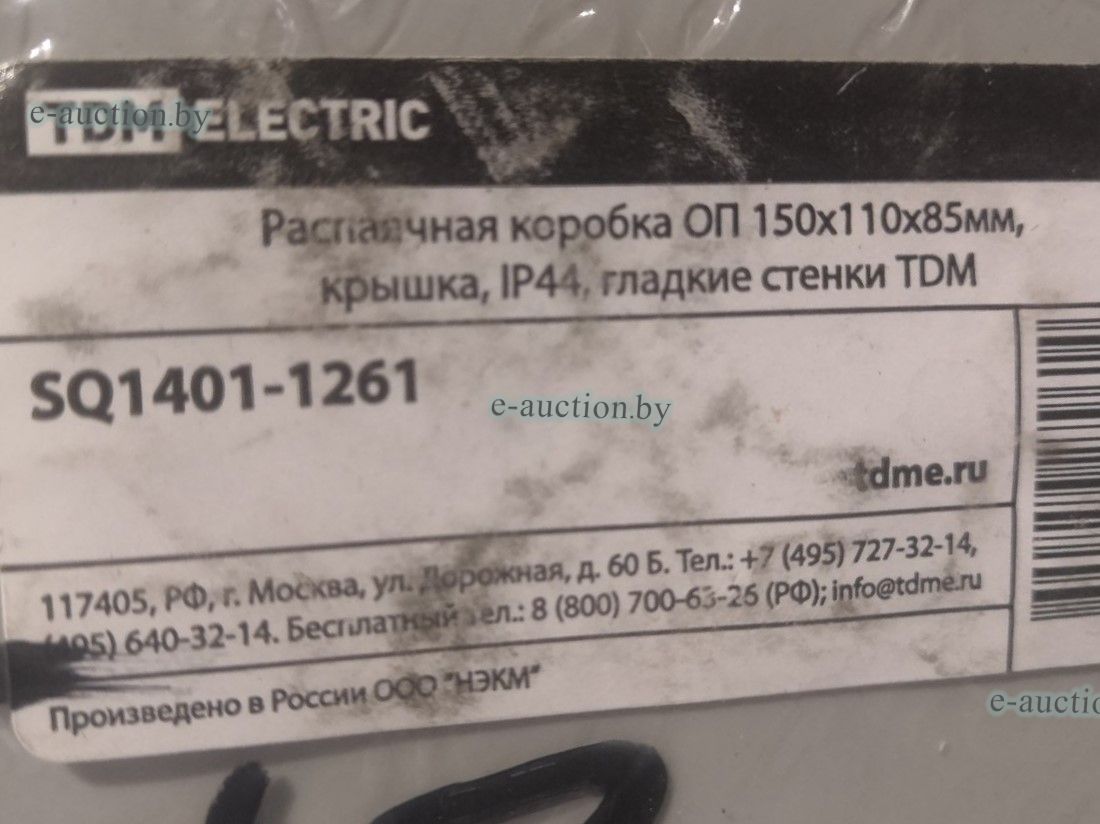 TDM ELECTRIC
e-auction.by
Распаячная коробка ОП 150х110х85мм,
крышка, IP44, гладкие стенки TDM
SQ1401-1261
e-auction.by
tdme.ru
117405, РФ, г. Москва, ул. Дорожная, д. 60 Б. Тел.: +7 (495) 727-32-14,
(495) 640-32-14. Бесплатный тел.: 8 (800) 700-63-26 (РФ); info@tdme.ru
Произведено в России ООО "НЭКМ"
e-auctio